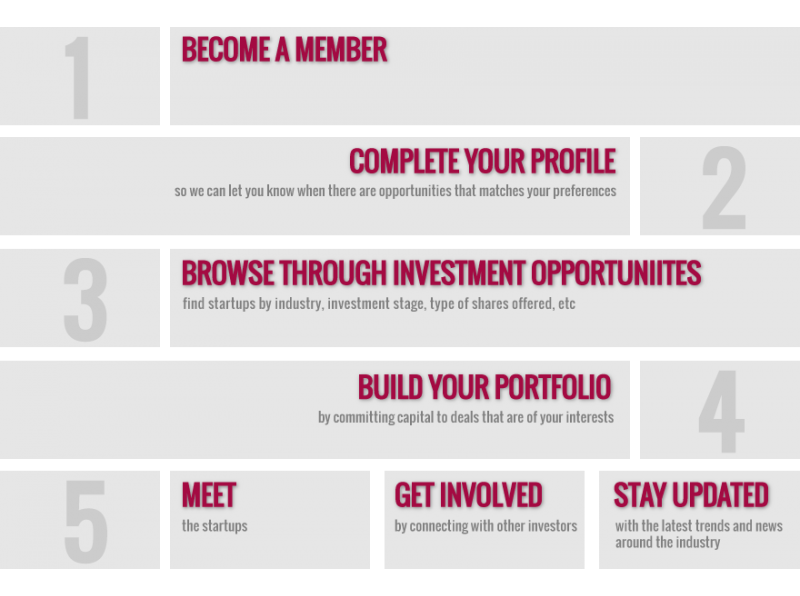 1
BECOME A MEMBER
COMPLETE YOUR PROFILE
so we can let you know when there are opportunities that matches your preferences
2
3
BROWSE THROUGH INVESTMENT OPPORTUNIITES
find startups by industry, investment stage, type of shares offered, etc
BUILD YOUR PORTFOLIO
by committing capital to deals that are of your interests
4
5
MEET
the startups
GET INVOLVED
by connecting with other investors
STAY UPDATED
with the latest trends and news
around the industry